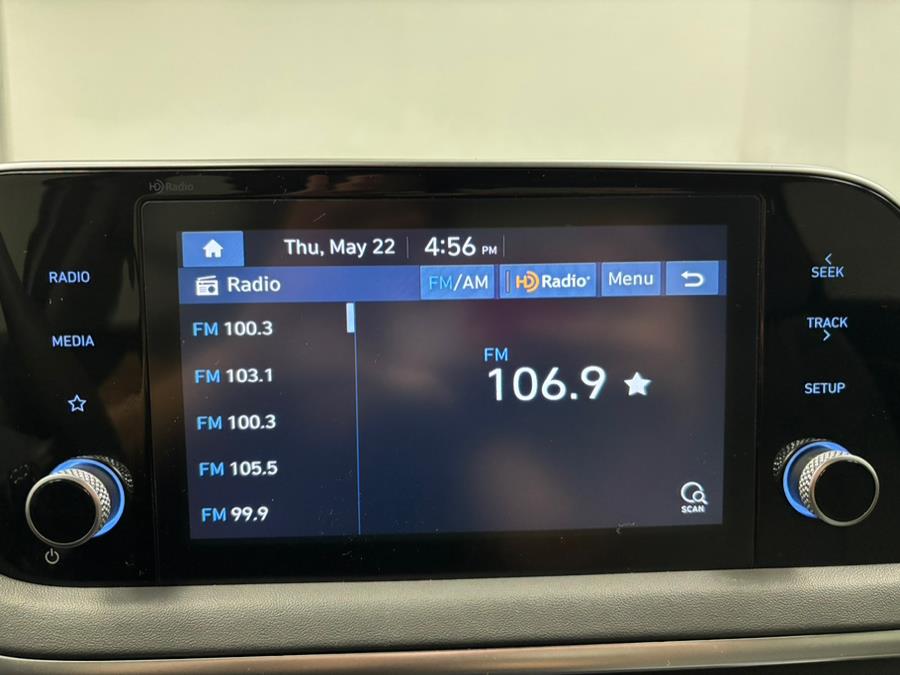 HD Radio
Thu, May 22 4:56 PM
Radio FM/AM HD Radio® Menu
FM 100.3
FM 103.1
FM 100.3
FM 105.5
FM 99.9
FM
106.9
SCAN
RADIO
MEDIA
SEEK
TRACK
SETUP